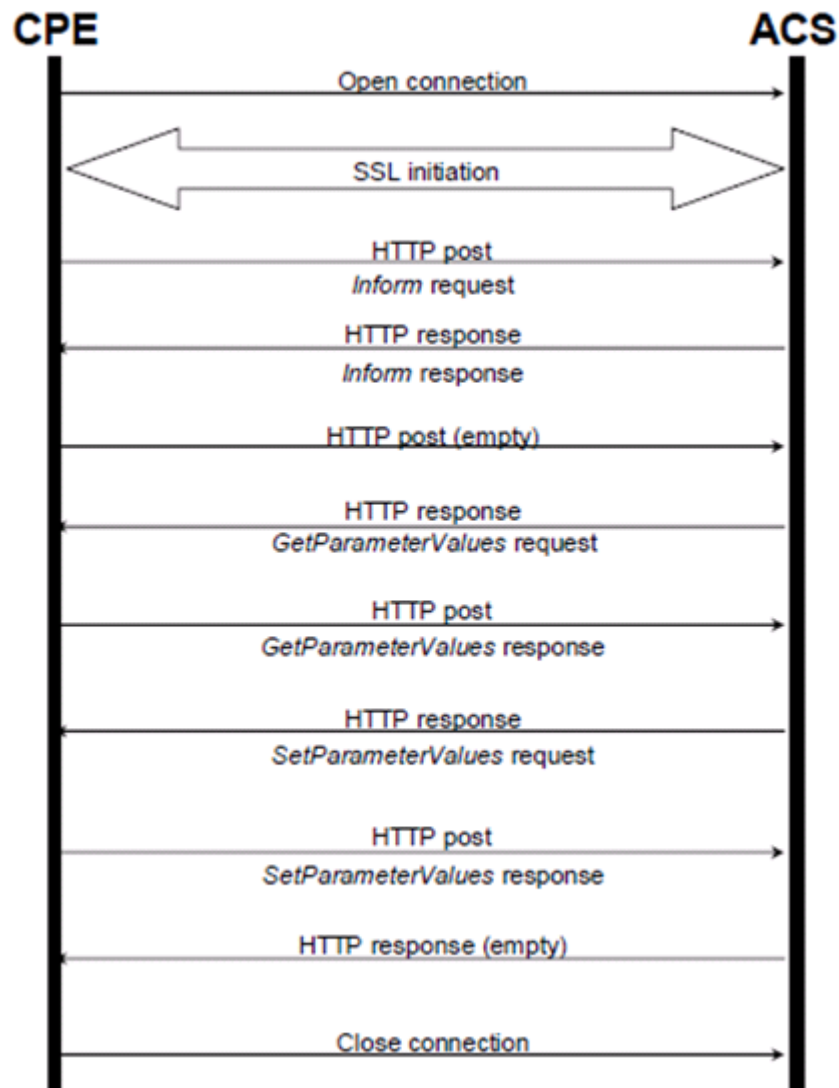 CPE
ACS
Open connection
SSL initiation
HTTP post
Inform request
HTTP response
Inform response
HTTP post (empty)
HTTP response
GetParameterValues request
HTTP post
GetParameterValues response
HTTP response
SetParameterValues request
HTTP post
SetParameterValues response
HTTP response (empty)
Close connection